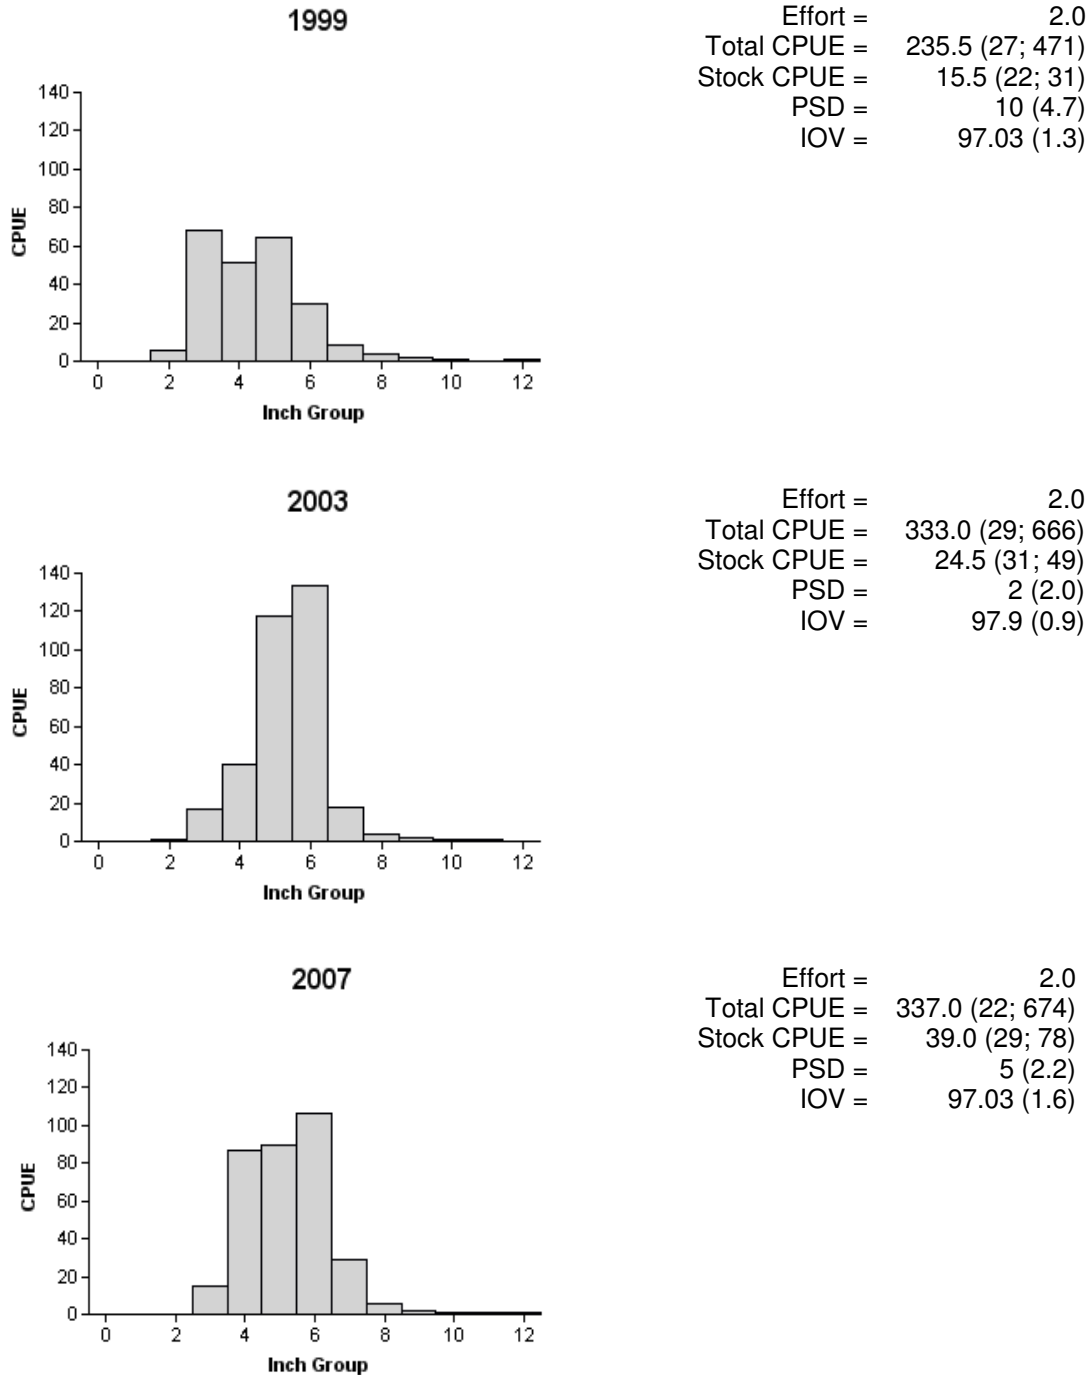 1999
Effort = 2.0
Total CPUE = 235.5 (27; 471)
Stock CPUE = 15.5 (22; 31)
PSD = 10 (4.7)
IOV = 97.03 (1.3)
140
120
100
80
60
40
20
0
CPUE
0 2 4 6 8 10 12
Inch Group
2003
Effort = 2.0
Total CPUE = 333.0 (29; 666)
Stock CPUE = 24.5 (31; 49)
PSD = 2 (2.0)
IOV = 97.9 (0.9)
140
120
100
80
60
40
20
0
CPUE
0 2 4 6 8 10 12
Inch Group
2007
Effort = 2.0
Total CPUE = 337.0 (22; 674)
Stock CPUE = 39.0 (29; 78)
PSD = 5 (2.2)
IOV = 97.03 (1.6)
140
120
100
80
60
40
20
0
CPUE
0 2 4 6 8 10 12
Inch Group